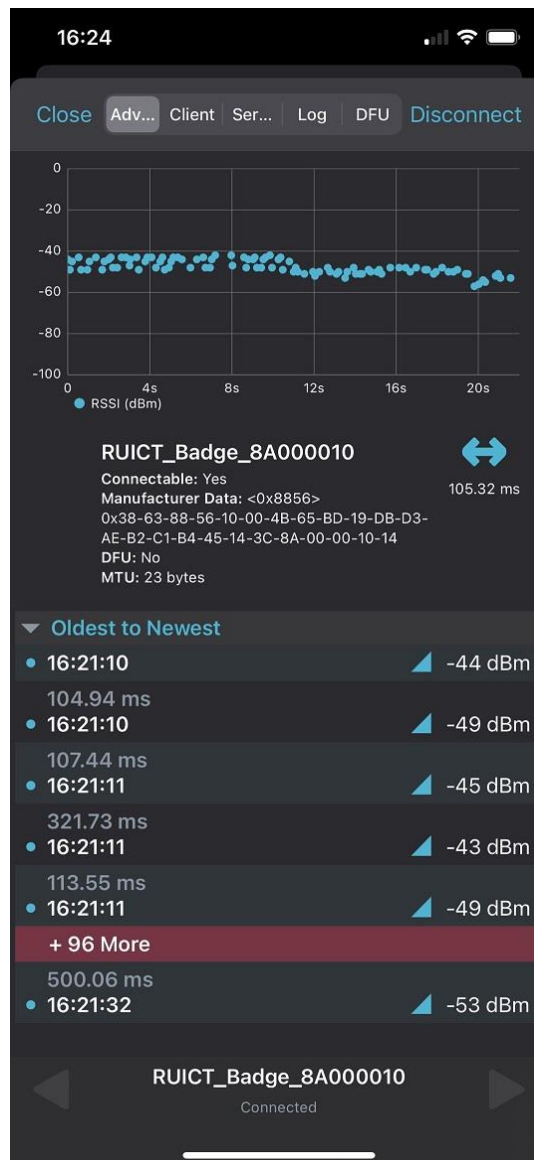 16:24
Close Adv... Client Ser... Log DFU Disconnect
0
-20
-40
-60
-80
-100
0 4s 8s 12s 16s 20s
RSSI (dBm)
RUICT_Badge_8A000010
Connectable: Yes
105.32 ms
Manufacturer Data: <0x8856>
0x38-63-88-56-10-00-4B-65-BD-19-DB-D3-
AE-B2-C1-B4-45-14-3C-8A-00-00-10-14
DFU: No
MTU: 23 bytes
Oldest to Newest
16:21:10 -44 dBm
104.94 ms
16:21:10 -49 dBm
107.44 ms
16:21:11 -45 dBm
321.73 ms
16:21:11 -43 dBm
113.55 ms
16:21:11 -49 dBm
+ 96 More
500.06 ms
16:21:32 -53 dBm
RUICT_Badge_8A000010
Connected